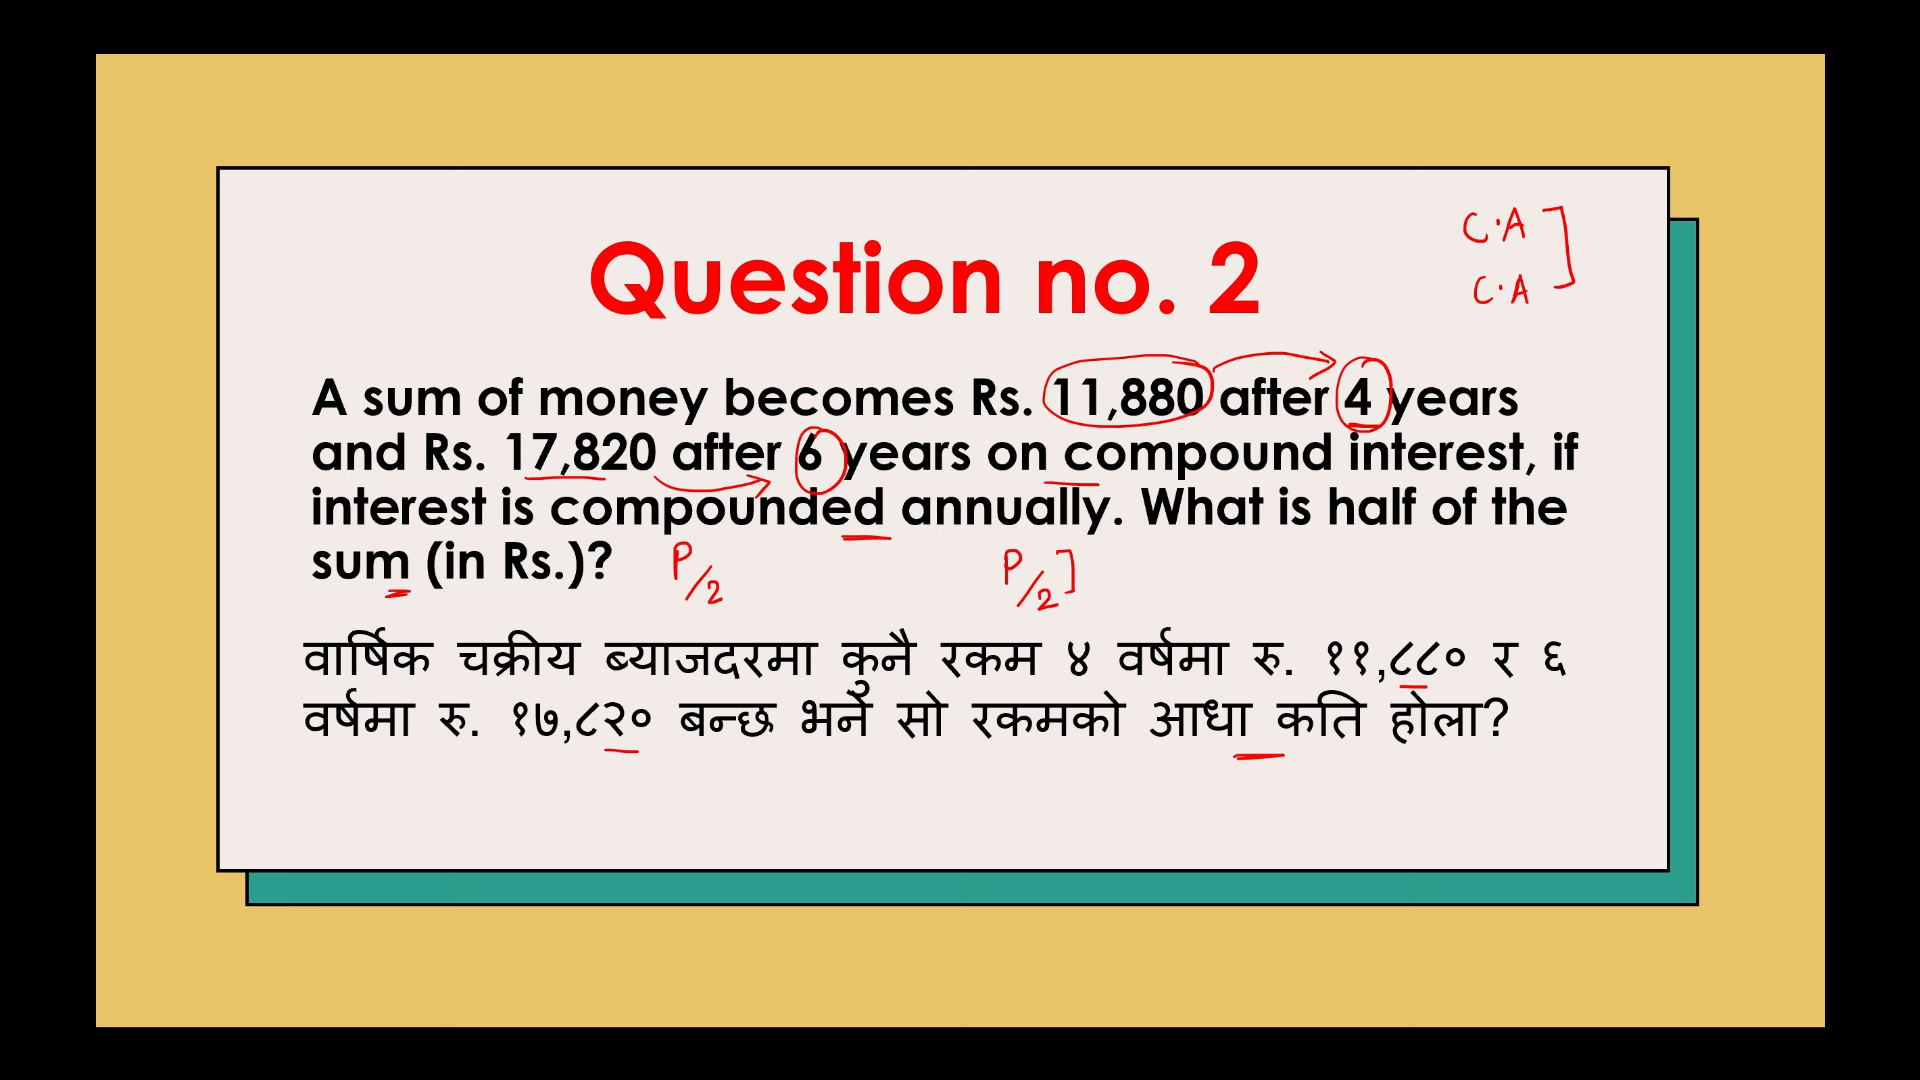 Question no. 2
C.A
C.A
A sum of money becomes Rs. 11,880 after 4 years
and Rs. 17,820 after 6 years on compound interest, if
interest is compounded annually. What is half of the
sum (in Rs.)? P/2 P/2]
वार्षिक चक्रीय ब्याजदरमा कुनै रकम ४ वर्षमा रु. ११,८८० र ६
वर्षमा रु. १७,८२० बन्छ भने सो रकमको आधा कति होला?